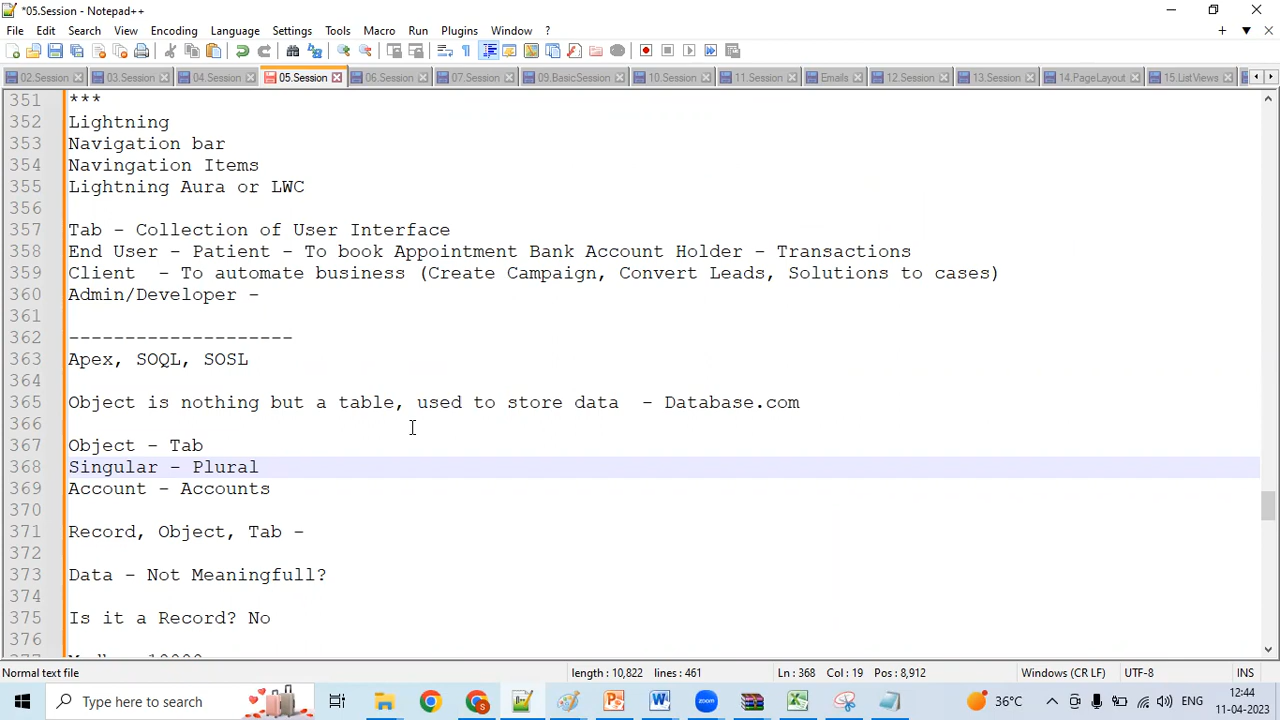 *05.Session - Notepad++
File Edit Search View Encoding Language Settings Tools Macro Run Plugins Window ?
02.Session 03.Session 04.Session 05.Session 06.Session 07.Session 09.BasicSession 10.Session 11.Session Emails 12.Session 13.Session 14.PageLayout 15.ListViews
351 ***
352 Lightning
353 Navigation bar
354 Navingation Items
355 Lightning Aura or LWC
356
357 Tab - Collection of User Interface
358 End User - Patient - To book Appointment Bank Account Holder - Transactions
359 Client  - To automate business (Create Campaign, Convert Leads, Solutions to cases)
360 Admin/Developer -
361
362 --------------------
363 Apex, SOQL, SOSL
364
365 Object is nothing but a table, used to store data  - Database.com
366
367 Object - Tab
368 Singular - Plural
369 Account - Accounts
370
371 Record, Object, Tab -
372
373 Data - Not Meaningfull?
374
375 Is it a Record? No
376
Normal text file length : 10,822 lines : 461 Ln : 368 Col : 19 Pos : 8,912 Windows (CR LF) UTF-8 INS
Type here to search 36°C ENG 12:44
11-04-2023